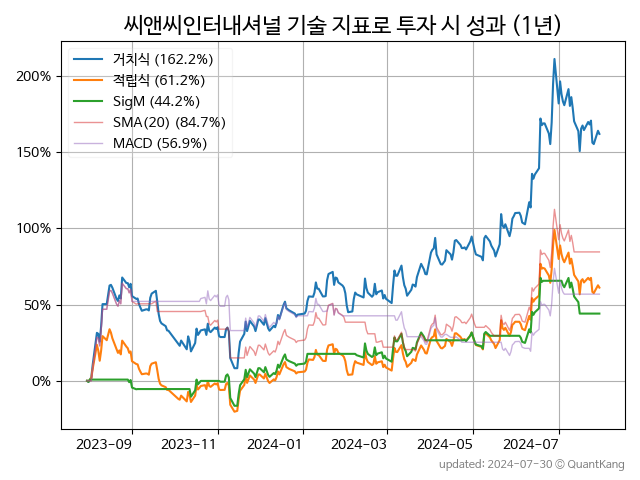 씨앤씨인터내셔널 기술 지표로 투자 시 성과 (1년)
거치식 (162.2%)
적립식 (61.2%)
SigM (44.2%)
SMA(20) (84.7%)
MACD (56.9%)
200%
150%
100%
50%
0%
2023-09 2023-11 2024-01 2024-03 2024-05 2024-07
updated: 2024-07-30 © QuantKang